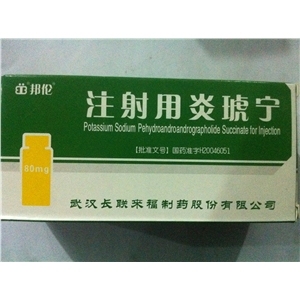 邦伦
注射用炎琥宁
Potassium Sodium Pehydroandroandrographolide Succinate for Injection
【批准文号】国药准字H20046051
80mg
武汉长联来福制药股份有限公司